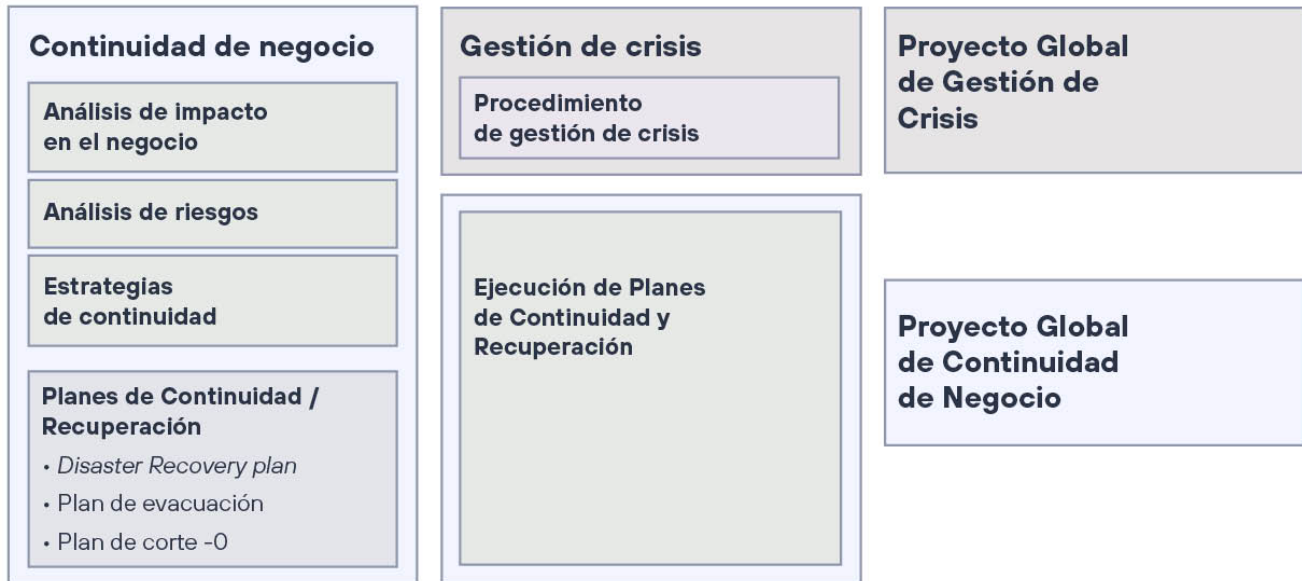 Continuidad de negocio
Análisis de impacto
en el negocio
Análisis de riesgos
Estrategias
de continuidad
Planes de Continuidad /
Recuperación
• Disaster Recovery plan
• Plan de evacuación
• Plan de corte -0
Gestión de crisis
Procedimiento
de gestión de crisis
Ejecución de Planes
de Continuidad y
Recuperación
Proyecto Global
de Gestión de
Crisis
Proyecto Global
de Continuidad
de Negocio